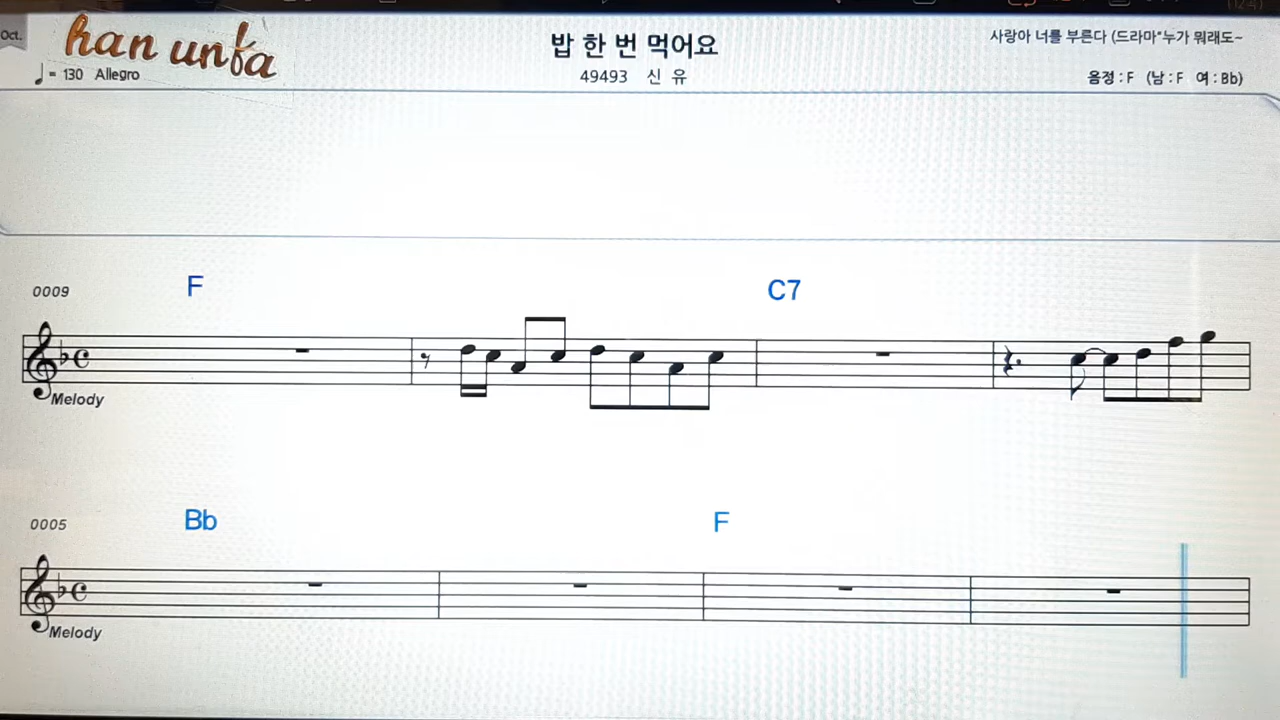 Oct.
han unfa
= 130 Allegro
밥 한 번 먹어요
49493 신 유
사랑아 너를 부른다 (드라마"누가 뭐래도~
음정 : F (남 : F 여 : Bb)
0009 F C7
Melody
0005 Bb F
Melody